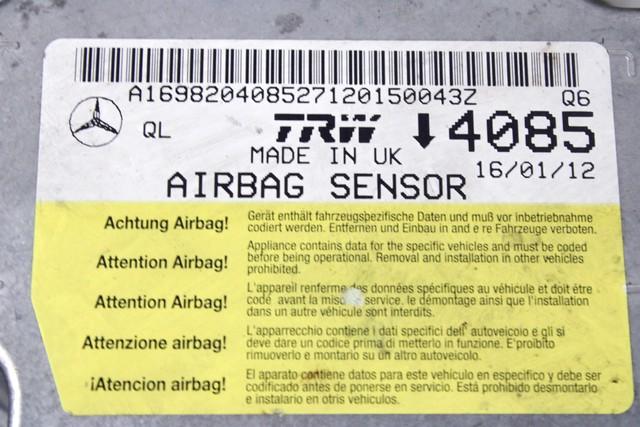 A169820408527120150043Z Q6
QL TRW 4085
MADE IN UK 16/01/12
AIRBAG SENSOR
Achtung Airbag!
Gerät enthält fahrzeugspezifische Daten und muß vor inbetriebnahme
codiert werden. Entfernen und Einbau in and e re Fahrzeuge verboten.
Attention Airbag!
Appliance contains data for the specific vehicles and must be coded
before being operational. Removal and installation in other vehicles
prohibited.
Attention Airbag!
L'appareil renferme des données spécifiques au véhicule et doit être
codé avant la mise service. le démontage ainsi que l'installation
dans un autre véhicule sont interdits.
Attenzione airbag!
L'apparrecchio contiene i dati specifici dell' autoveicolo e gli si
deve dare un codice prima di metterlo in funzione. E'proibito
rimuoverlo e montario su un altro autoveicolo.
¡Atencion airbag!
El aparato contiene datos para este vehículo en especifico y debe ser
codificado antes de ponerse en servicio. Está prohibido desmontarlo
e instalarlo en otris vehiculos.